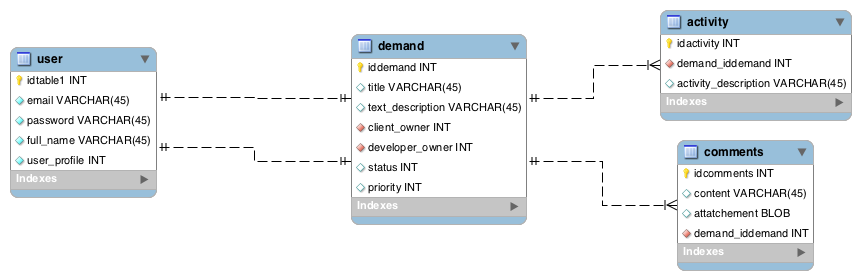 user
idtable1 INT
email VARCHAR(45)
password VARCHAR(45)
full_name VARCHAR(45)
user_profile INT
Indexes
demand
iddemand INT
title VARCHAR(45)
text_description VARCHAR(45)
client_owner INT
developer_owner INT
status INT
priority INT
Indexes
activity
idactivity INT
demand_iddemand INT
activity_description VARCHAR(45)
Indexes
comments
idcomments INT
content VARCHAR(45)
attatchement BLOB
demand_iddemand INT
Indexes